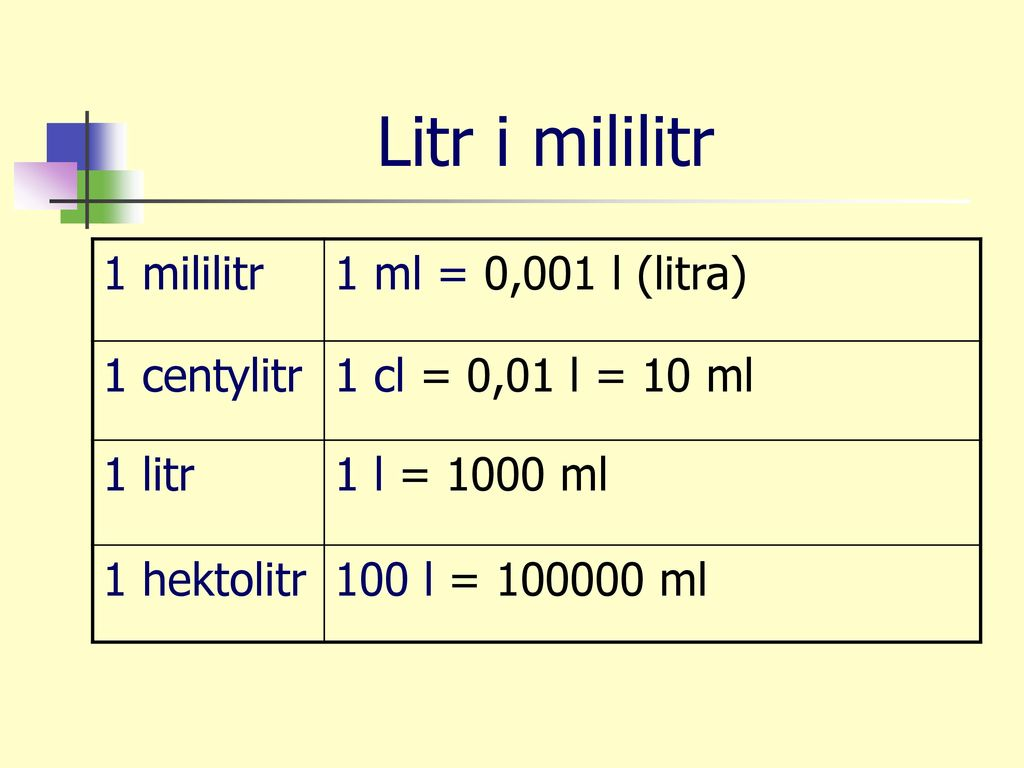 Litr i mililitr
1 mililitr 1 ml = 0,001 l (litra)
1 centylitr 1 cl = 0,01 l = 10 ml
1 litr 1 l = 1000 ml
1 hektolitr 100 l = 100000 ml